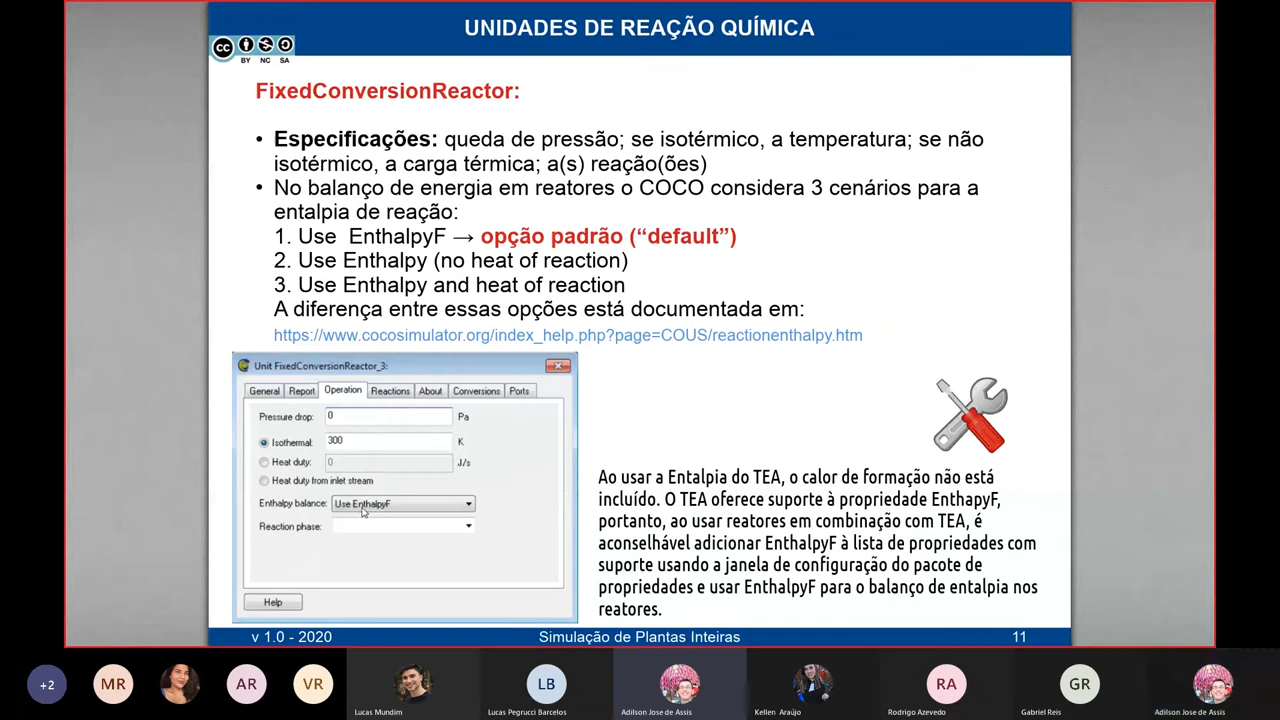 UNIDADES DE REAÇÃO QUÍMICA
cc
BY NC SA
FixedConversionReactor:
• Especificações: queda de pressão; se isotérmico, a temperatura; se não
isotérmico, a carga térmica; a(s) reação(ões)
• No balanço de energia em reatores o COCO considera 3 cenários para a
entalpia de reação:
1. Use EnthalpyF → opção padrão (“default”)
2. Use Enthalpy (no heat of reaction)
3. Use Enthalpy and heat of reaction
A diferença entre essas opções está documentada em:
https://www.cocosimulator.org/index_help.php?page=COUS/reactionenthalpy.htm
Unit FixedConversionReactor_3:
General Report Operation Reactions About Conversions Ports
Pressure drop: 0 Pa
Isothermal: 300 K
Heat duty: 0 J/s
Heat duty from inlet stream
Enthalpy balance: Use EnthalpyF
Reaction phase:
Help
Ao usar a Entalpia do TEA, o calor de formação não está
incluído. O TEA oferece suporte à propriedade EnthapyF,
portanto, ao usar reatores em combinação com TEA, é
aconselhável adicionar EnthalpyF à lista de propriedades com
suporte usando a janela de configuração do pacote de
propriedades e usar EnthalpyF para o balanço de entalpia nos
reatores.
v 1.0 - 2020 Simulação de Plantas Inteiras 11
+2 MR AR VR LB RA GR
Lucas Mundim Lucas Pegrucci Barcelos Adilson Jose de Assis Kellen Araújo Rodrigo Azevedo Gabriel Reis Adilson Jose de Assis